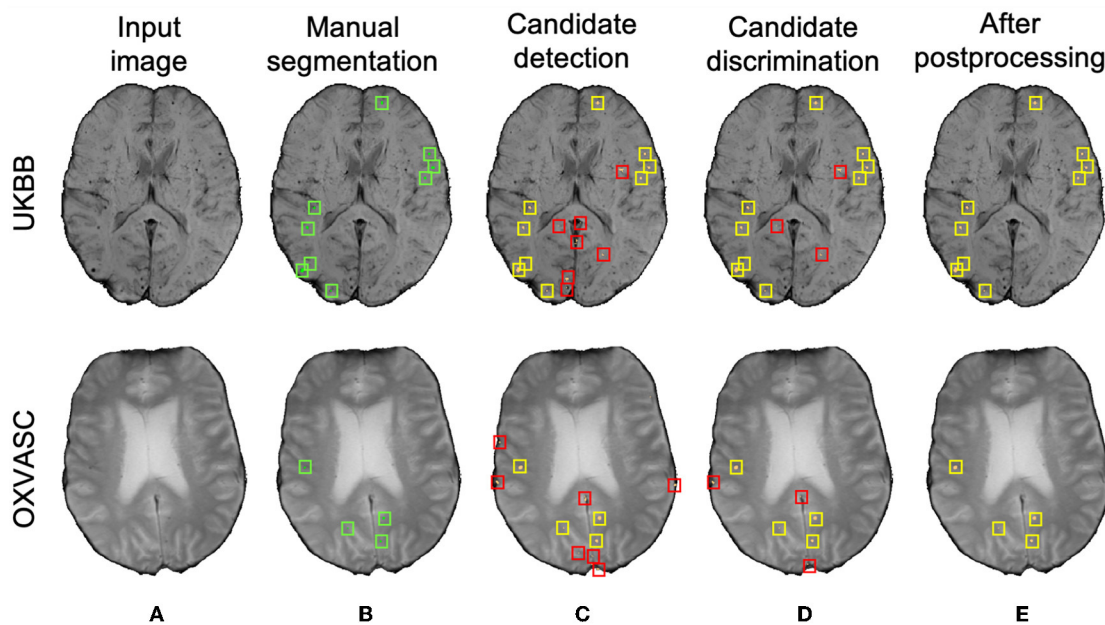 Input
image
Manual
segmentation
Candidate
detection
Candidate
discrimination
After
postprocessing
UKBB
OXVASC
A
B
C
D
E